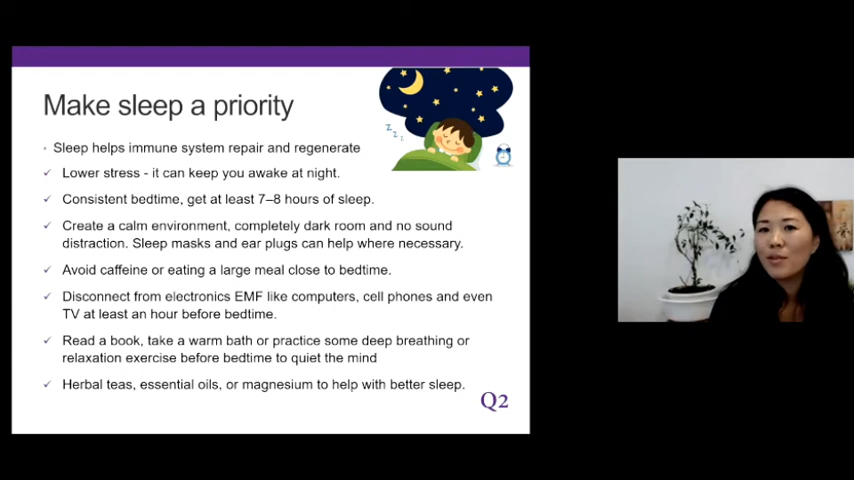 Make sleep a priority
Sleep helps immune system repair and regenerate
Lower stress - it can keep you awake at night.
Consistent bedtime, get at least 7–8 hours of sleep.
Create a calm environment, completely dark room and no sound
distraction. Sleep masks and ear plugs can help where necessary.
Avoid caffeine or eating a large meal close to bedtime.
Disconnect from electronics EMF like computers, cell phones and even
TV at least an hour before bedtime.
Read a book, take a warm bath or practice some deep breathing or
relaxation exercise before bedtime to quiet the mind
Herbal teas, essential oils, or magnesium to help with better sleep.
Q2
z z z